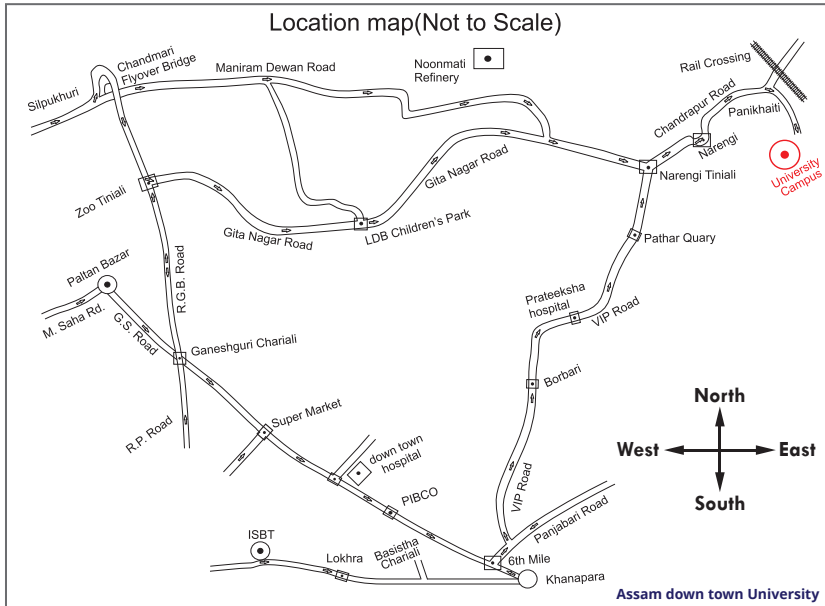 Location map(Not to Scale)
Chandmari
Flyover Bridge
Maniram Dewan Road
Noonmati
Refinery
Rail Crossing
Silpukhuri
Chandrapur Road
Panikhaiti
Narengi
University
Campus
Zoo Tiniali
Gita Nagar Road
Narengi Tiniali
Gita Nagar Road
LDB Children's Park
Pathar Quary
Paltan Bazar
R.G.B. Road
M. Saha Rd.
G.S. Road
Prateeksha
hospital
VIP Road
Ganeshguri Chariali
Borbari
R.P. Road
Super Market
down town
hospital
North
West
East
South
VIP Road
PIBCO
Panjabari Road
ISBT
Lokhra
Basistha
Chariali
6th Mile
Khanapara
Assam down town University